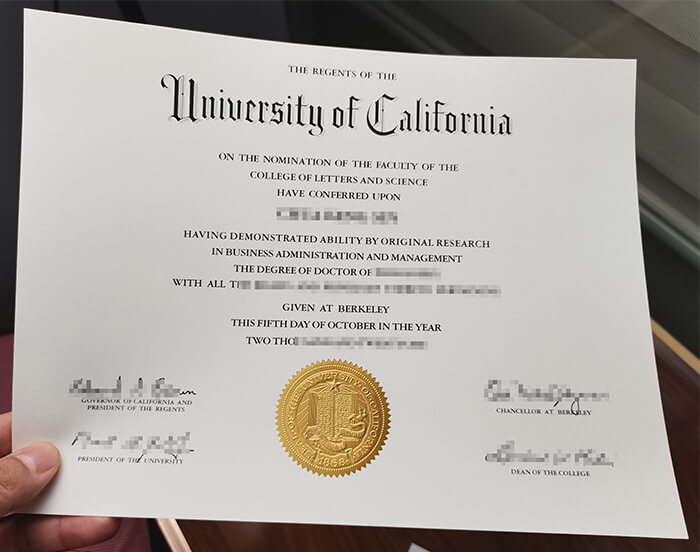 THE REGENTS OF THE
University of California
ON THE NOMINATION OF THE FACULTY OF THE
COLLEGE OF LETTERS AND SCIENCE
HAVE CONFERRED UPON
HAVING DEMONSTRATED ABILITY BY ORIGINAL RESEARCH
IN BUSINESS ADMINISTRATION AND MANAGEMENT
THE DEGREE OF DOCTOR OF
WITH ALL
GIVEN AT BERKELEY
THIS FIFTH DAY OF OCTOBER IN THE YEAR
TWO
GOVERNOR OF CALIFORNIA AND
PRESIDENT OF THE REGENTS
CHANCELLOR AT BERKELEY
PRESIDENT OF THE UNIVERSITY
DEAN OF THE COLLEGE
1868